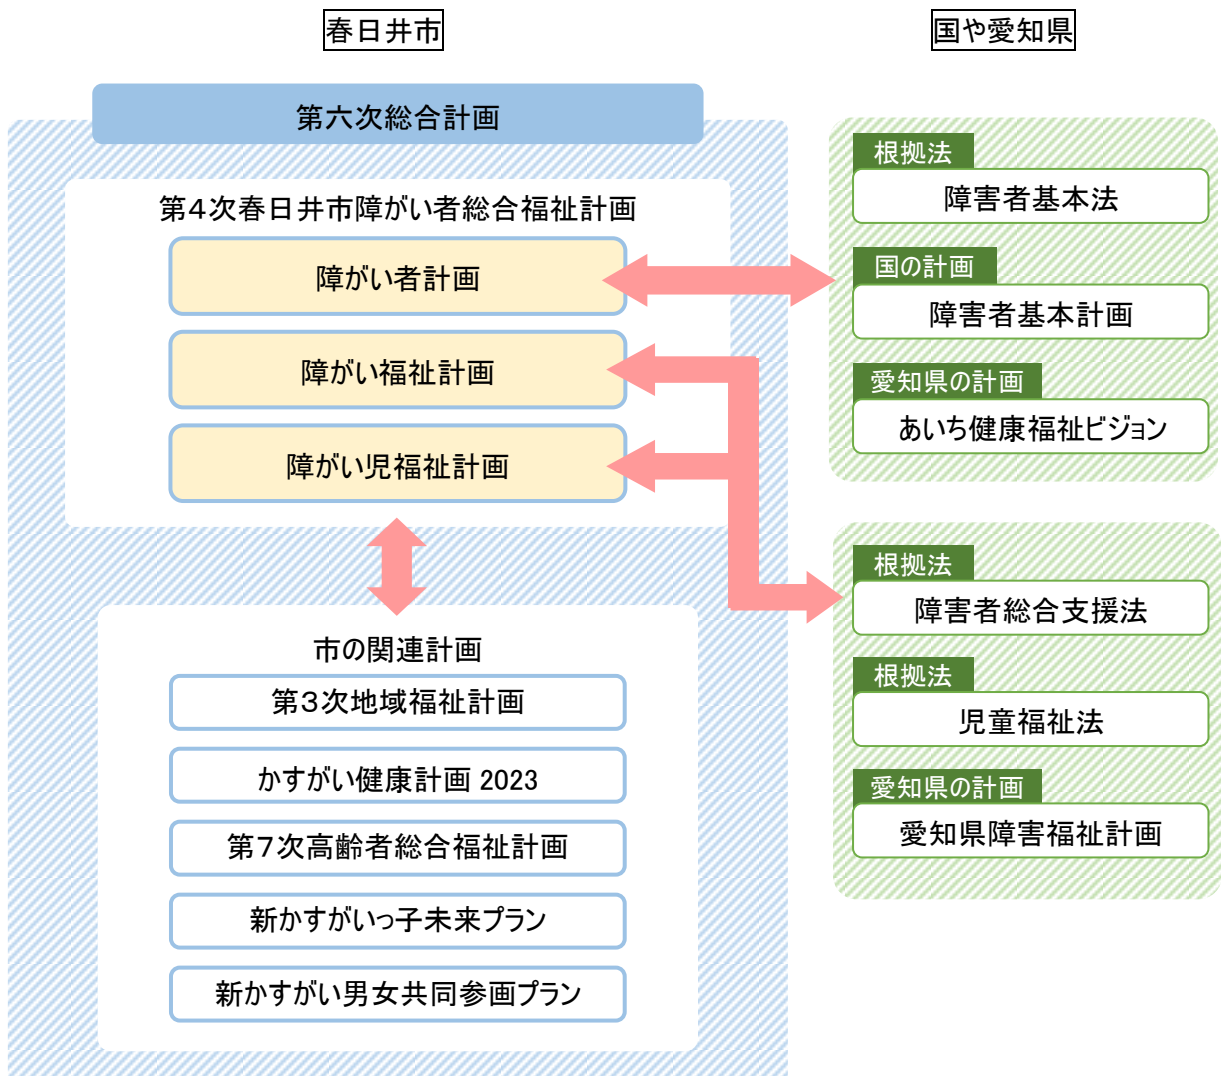 春日井市
国や愛知県
第六次総合計画
第４次春日井市障がい者総合福祉計画
障がい者計画
障がい福祉計画
障がい児福祉計画
市の関連計画
第３次地域福祉計画
かすがい健康計画 2023
第７次高齢者総合福祉計画
新かすがいっ子未来プラン
新かすがい男女共同参画プラン
根拠法
障害者基本法
国の計画
障害者基本計画
愛知県の計画
あいち健康福祉ビジョン
根拠法
障害者総合支援法
根拠法
児童福祉法
愛知県の計画
愛知県障害福祉計画